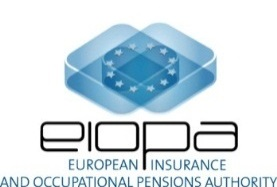 eiopa
EUROPEAN INSURANCE
AND OCCUPATIONAL PENSIONS AUTHORITY